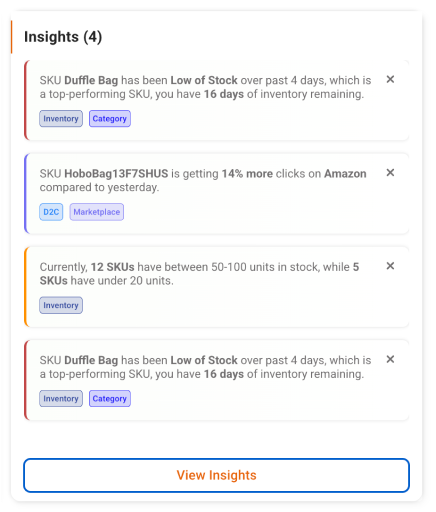 Insights (4)
SKU Duffle Bag has been Low of Stock over past 4 days, which is
a top-performing SKU, you have 16 days of inventory remaining.
Inventory Category
SKU HoboBag13F7SHUS is getting 14% more clicks on Amazon
compared to yesterday.
D2C Marketplace
Currently, 12 SKUs have between 50-100 units in stock, while 5
SKUs have under 20 units.
Inventory
SKU Duffle Bag has been Low of Stock over past 4 days, which is
a top-performing SKU, you have 16 days of inventory remaining.
Inventory Category
View Insights